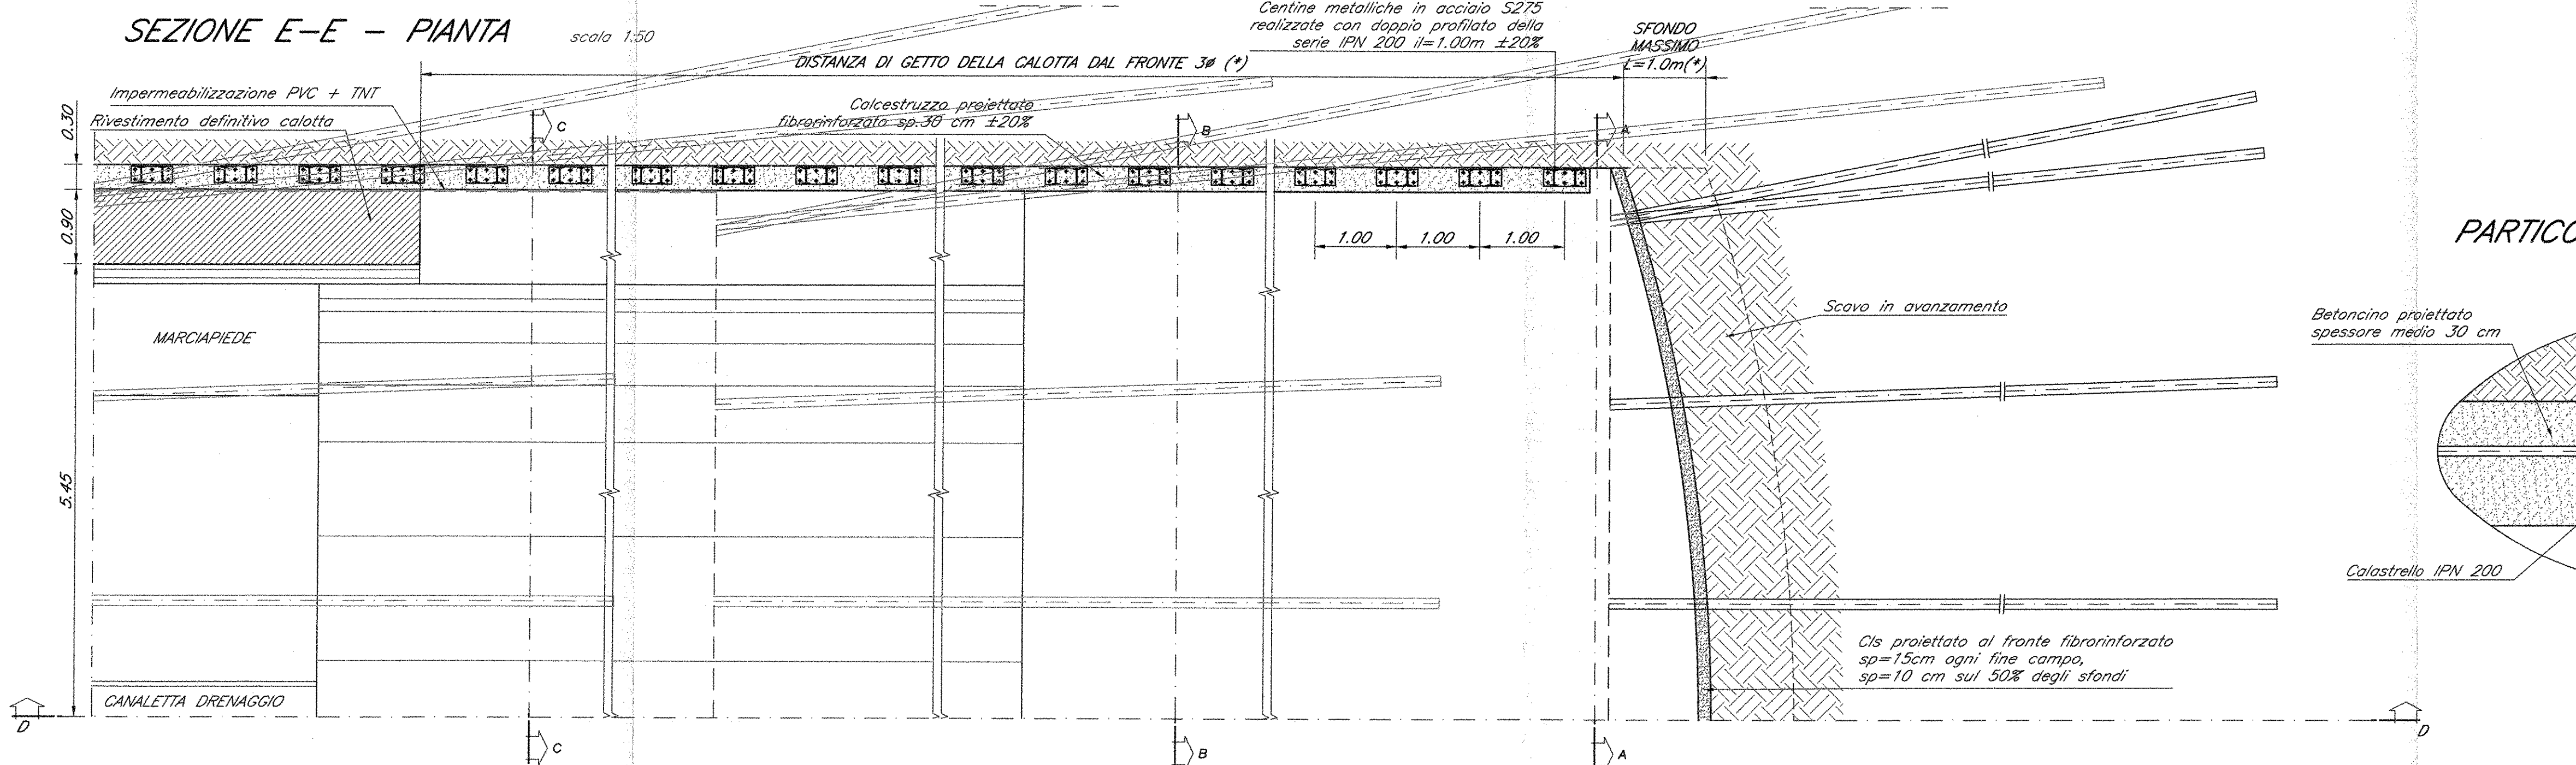 SEZIONE E-E - PIANTA
scala 1:50
Centine metalliche in acciaio S275
realizzate con doppio profilato della
serie IPN 200 il=1.00m ±20%
SFONDO
MASSIMO
L=1.0m(*)
DISTANZA DI GETTO DELLA CALOTTA DAL FRONTE 3ø (*)
Impermeabilizzazione PVC + TNT
Rivestimento definitivo calotta
Calcestruzzo proiettato
fibrorinforzato sp.30 cm ±20%
0.30
0.90
5.45
C
B
A
1.00
1.00
1.00
PARTICO
MARCIAPIEDE
Scavo in avanzamento
Betoncino proiettato
spessore medio 30 cm
Calastrello IPN 200
Cls proiettato al fronte fibrorinforzato
sp=15cm ogni fine campo,
sp=10 cm sul 50% degli sfondi
CANALETTA DRENAGGIO
D
D
C
B
A